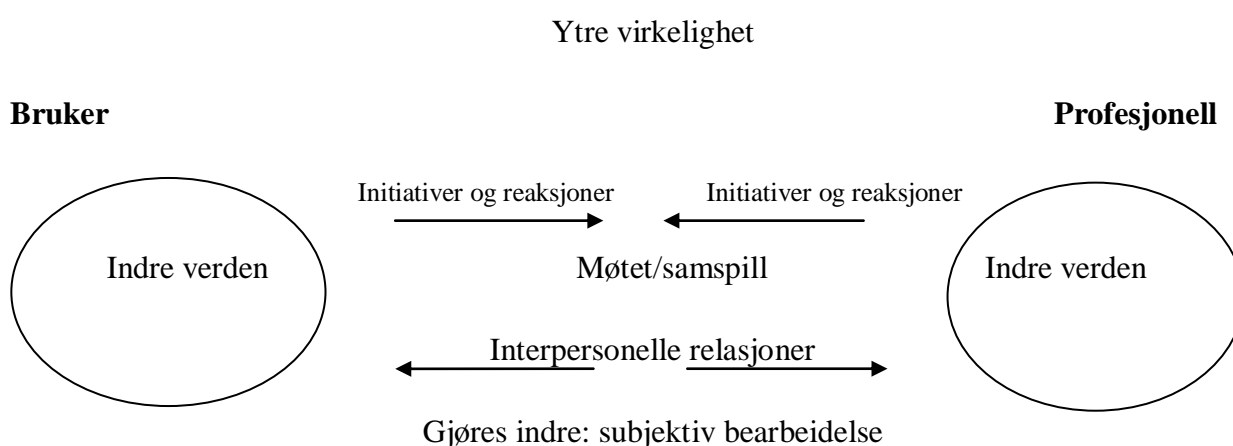 Ytre virkelighet
Bruker Profesjonell
Initiativer og reaksjoner Initiativer og reaksjoner
Indre verden Møtet/samspill Indre verden
Interpersonelle relasjoner
Gjøres indre: subjektiv bearbeidelse